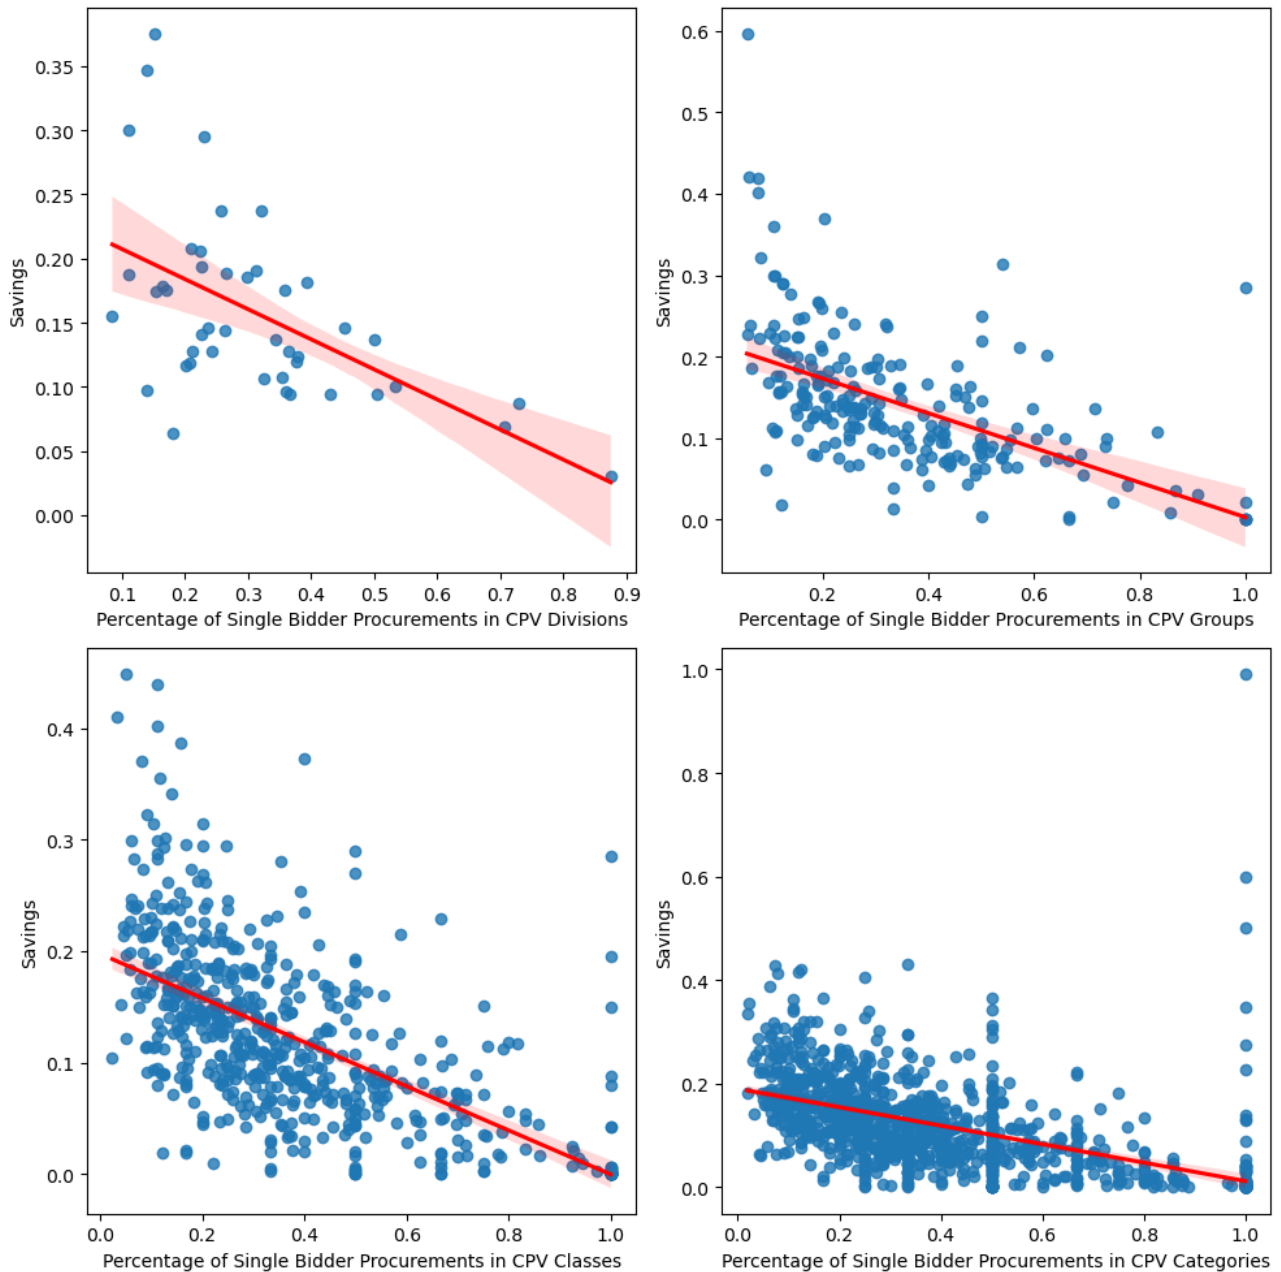 0.35
0.30
0.25
0.20
0.15
0.10
0.05
0.00
Savings
0.1 0.2 0.3 0.4 0.5 0.6 0.7 0.8 0.9
Percentage of Single Bidder Procurements in CPV Divisions
0.6
0.5
0.4
0.3
0.2
0.1
0.0
Savings
0.2 0.4 0.6 0.8 1.0
Percentage of Single Bidder Procurements in CPV Groups
0.4
0.3
0.2
0.1
0.0
Savings
0.0 0.2 0.4 0.6 0.8 1.0
Percentage of Single Bidder Procurements in CPV Classes
1.0
0.8
0.6
0.4
0.2
0.0
Savings
0.0 0.2 0.4 0.6 0.8 1.0
Percentage of Single Bidder Procurements in CPV Categories